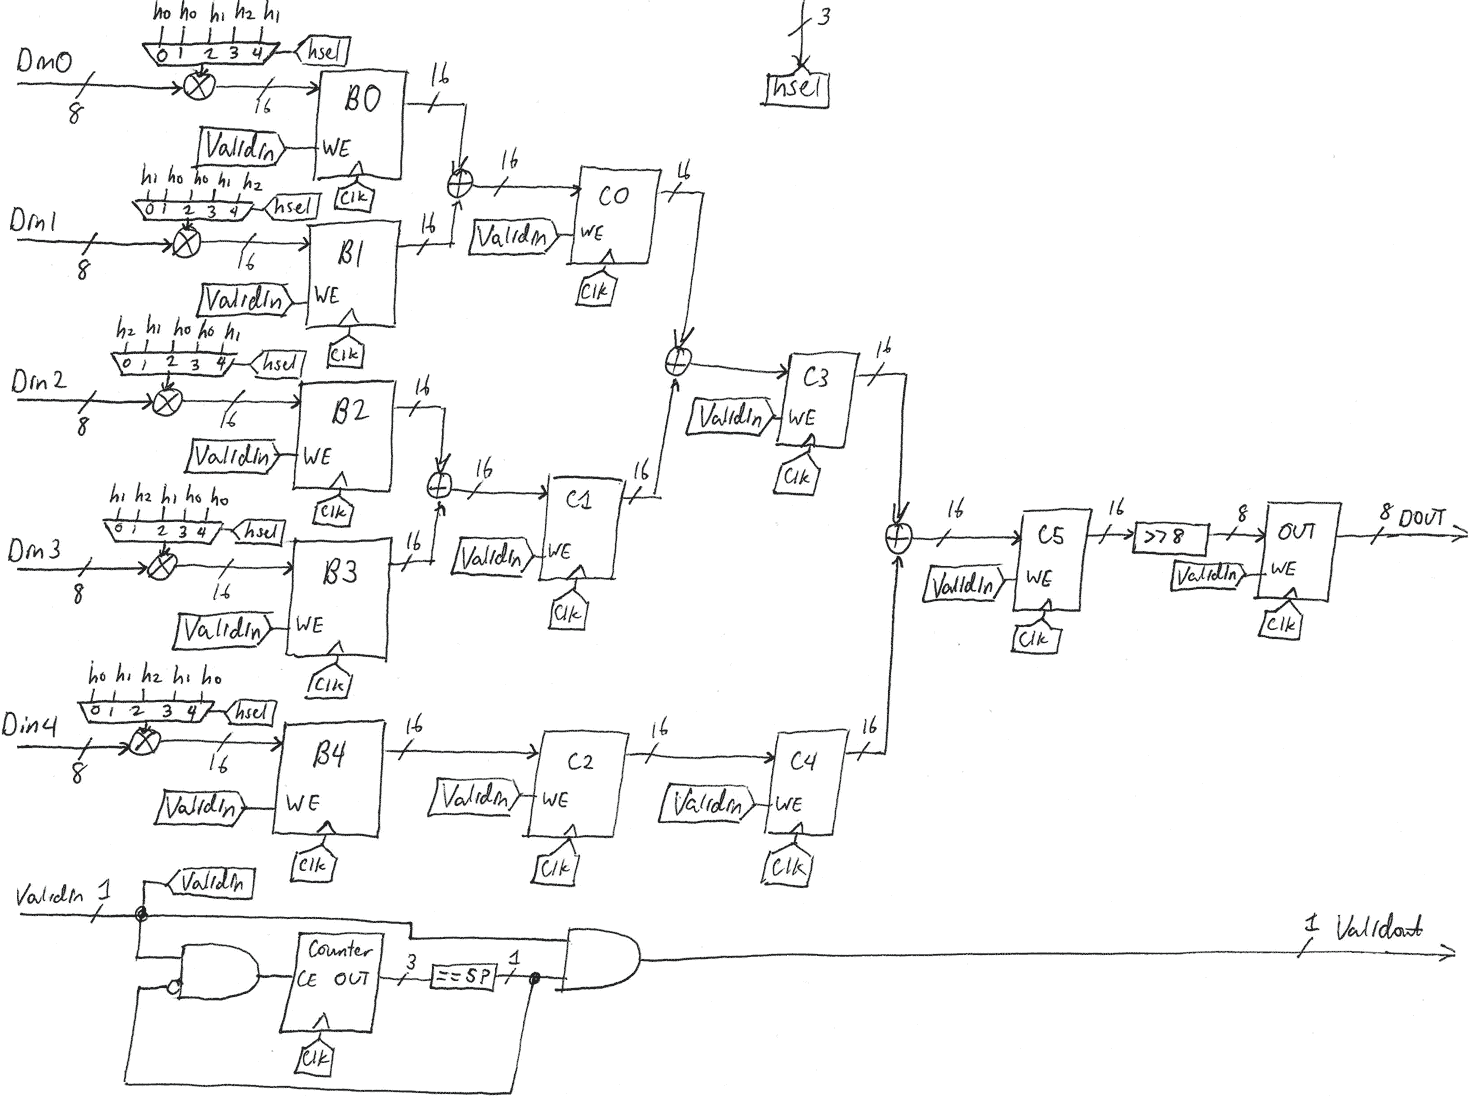 h0 h0 h1 h2 h1
0 1 2 3 4
hsel
3
hsel
Din0
8
16
B0
WE
ValidIn
Clk
16
h1 h0 h0 h1 h2
0 1 2 3 4
hsel
Din1
8
16
B1
WE
ValidIn
Clk
16
16
C0
WE
ValidIn
Clk
16
h2 h1 h0 h0 h1
0 1 2 3 4
hsel
Din2
8
16
B2
WE
ValidIn
Clk
16
C3
WE
ValidIn
Clk
16
h1 h2 h1 h0 h0
0 1 2 3 4
hsel
Din3
8
16
B3
WE
ValidIn
Clk
16
16
C1
WE
ValidIn
Clk
16
16
C5
WE
ValidIn
Clk
16
>>8
8
OUT
WE
ValidIn
Clk
8 DOUT
h0 h1 h2 h1 h0
0 1 2 3 4
hsel
Din4
8
16
B4
WE
ValidIn
Clk
16
C2
WE
ValidIn
Clk
16
C4
WE
ValidIn
Clk
16
ValidIn 1
ValidIn
Counter
CE OUT
Clk
3
==SP
1
1 Validout